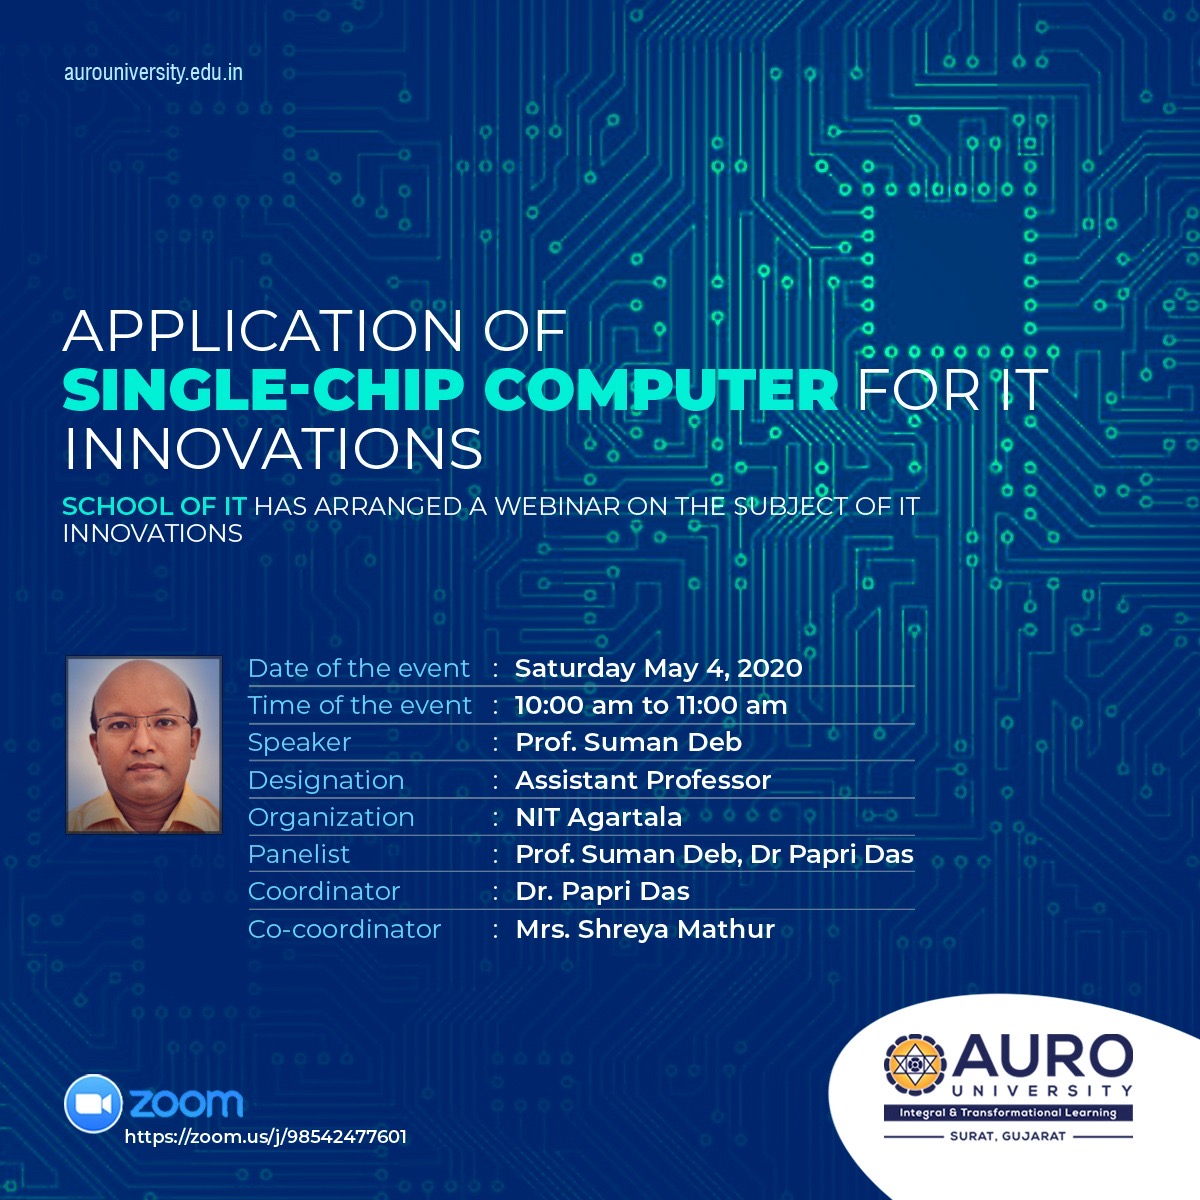 aurouniversity.edu.in
APPLICATION OF
SINGLE-CHIP COMPUTER FOR IT
INNOVATIONS
SCHOOL OF IT HAS ARRANGED A WEBINAR ON THE SUBJECT OF IT
INNOVATIONS
Date of the event : Saturday May 4, 2020
Time of the event : 10:00 am to 11:00 am
Speaker : Prof. Suman Deb
Designation : Assistant Professor
Organization : NIT Agartala
Panelist : Prof. Suman Deb, Dr Papri Das
Coordinator : Dr. Papri Das
Co-coordinator : Mrs. Shreya Mathur
zoom
https://zoom.us/j/98542477601
AURO
UNIVERSITY
Integral & Transformational Learning
SURAT, GUJARAT